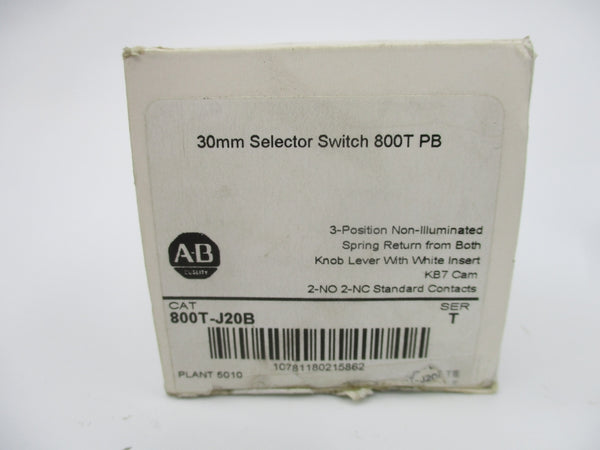 30mm Selector Switch 800T PB
3-Position Non-Illuminated
Spring Return from Both
Knob Lever With White Insert
KB7 Cam
2-NO 2-NC Standard Contacts
A-B
QUALITY
CAT
SER
800T-J20B
T
10781180215862
PLANT 5010